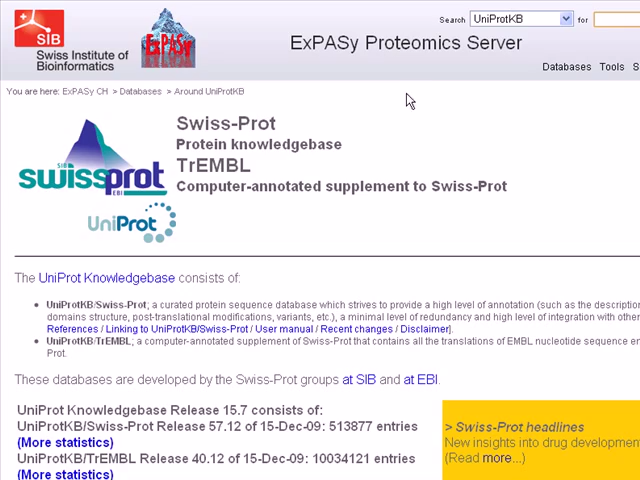 SIB
Swiss Institute of
Bioinformatics
ExPASy
Search UniProtKB for
ExPASy Proteomics Server
Databases Tools S
You are here: ExPASy CH > Databases > Around UniProtKB
Swiss-Prot
Protein knowledgebase
TrEMBL
Computer-annotated supplement to Swiss-Prot
SIB
swissprot
EBI
UniProt
The UniProt Knowledgebase consists of:
UniProtKB/Swiss-Prot; a curated protein sequence database which strives to provide a high level of annotation (such as the description
domains structure, post-translational modifications, variants, etc.), a minimal level of redundancy and high level of integration with other
References / Linking to UniProtKB/Swiss-Prot / User manual / Recent changes / Disclaimer].
UniProtKB/TrEMBL; a computer-annotated supplement of Swiss-Prot that contains all the translations of EMBL nucleotide sequence en
Prot.
These databases are developed by the Swiss-Prot groups at SIB and at EBI.
UniProt Knowledgebase Release 15.7 consists of:
UniProtKB/Swiss-Prot Release 57.12 of 15-Dec-09: 513877 entries
(More statistics)
UniProtKB/TrEMBL Release 40.12 of 15-Dec-09: 10034121 entries
(More statistics)
> Swiss-Prot headlines
New insights into drug developmen
(Read more...)